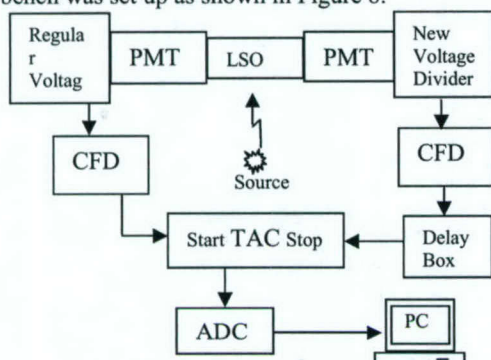 bench was set up as shown in Figure 8.
Regula
r
Voltag
PMT
LSO
PMT
New
Voltage
Divider
CFD
CFD
Source
Start TAC Stop
Delay
Box
ADC
PC